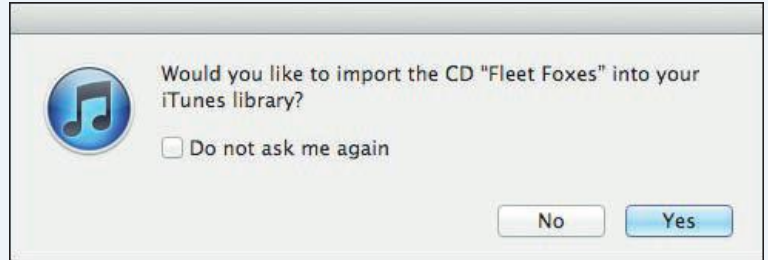 Would you like to import the CD "Fleet Foxes” into your
iTunes library?
Do not ask me again
No
Yes